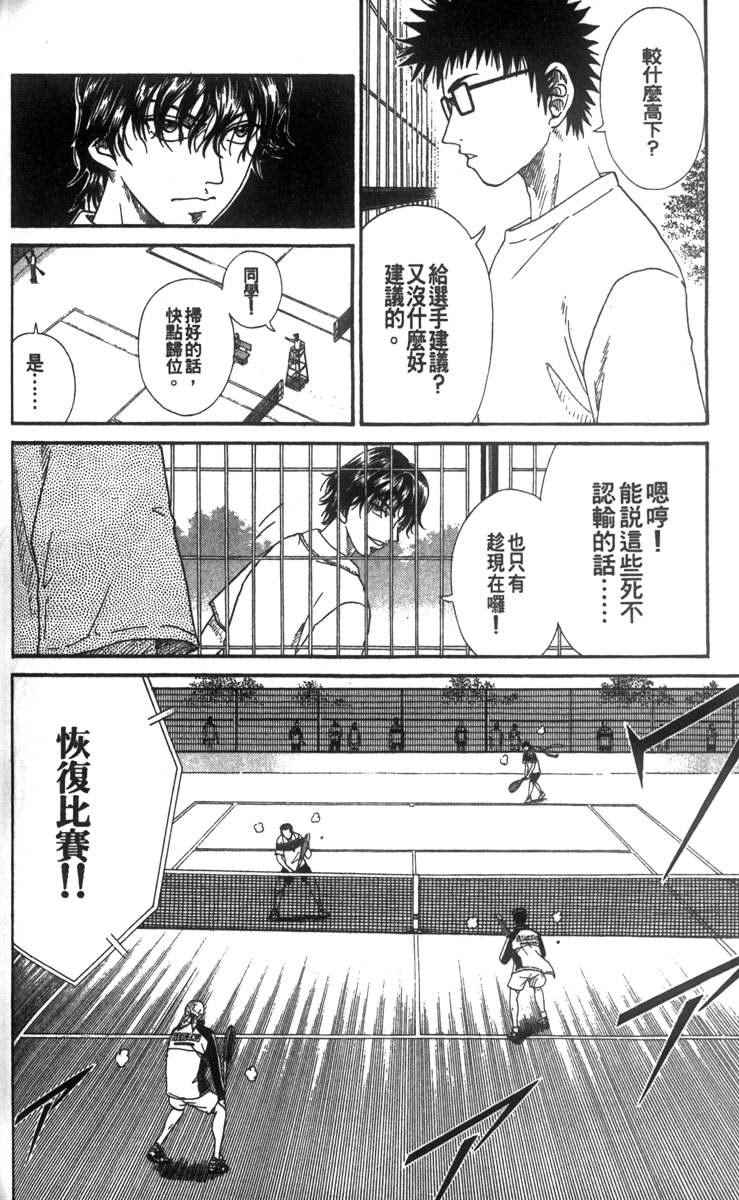 較什麼高下？
給選手建議？
又沒什麼好
建議的。
同學！
掃好的話，
快點歸位。
是……
嗯哼！
能說這些死不
認輸的話……
也只有
趁現在囉！
恢復比賽！！